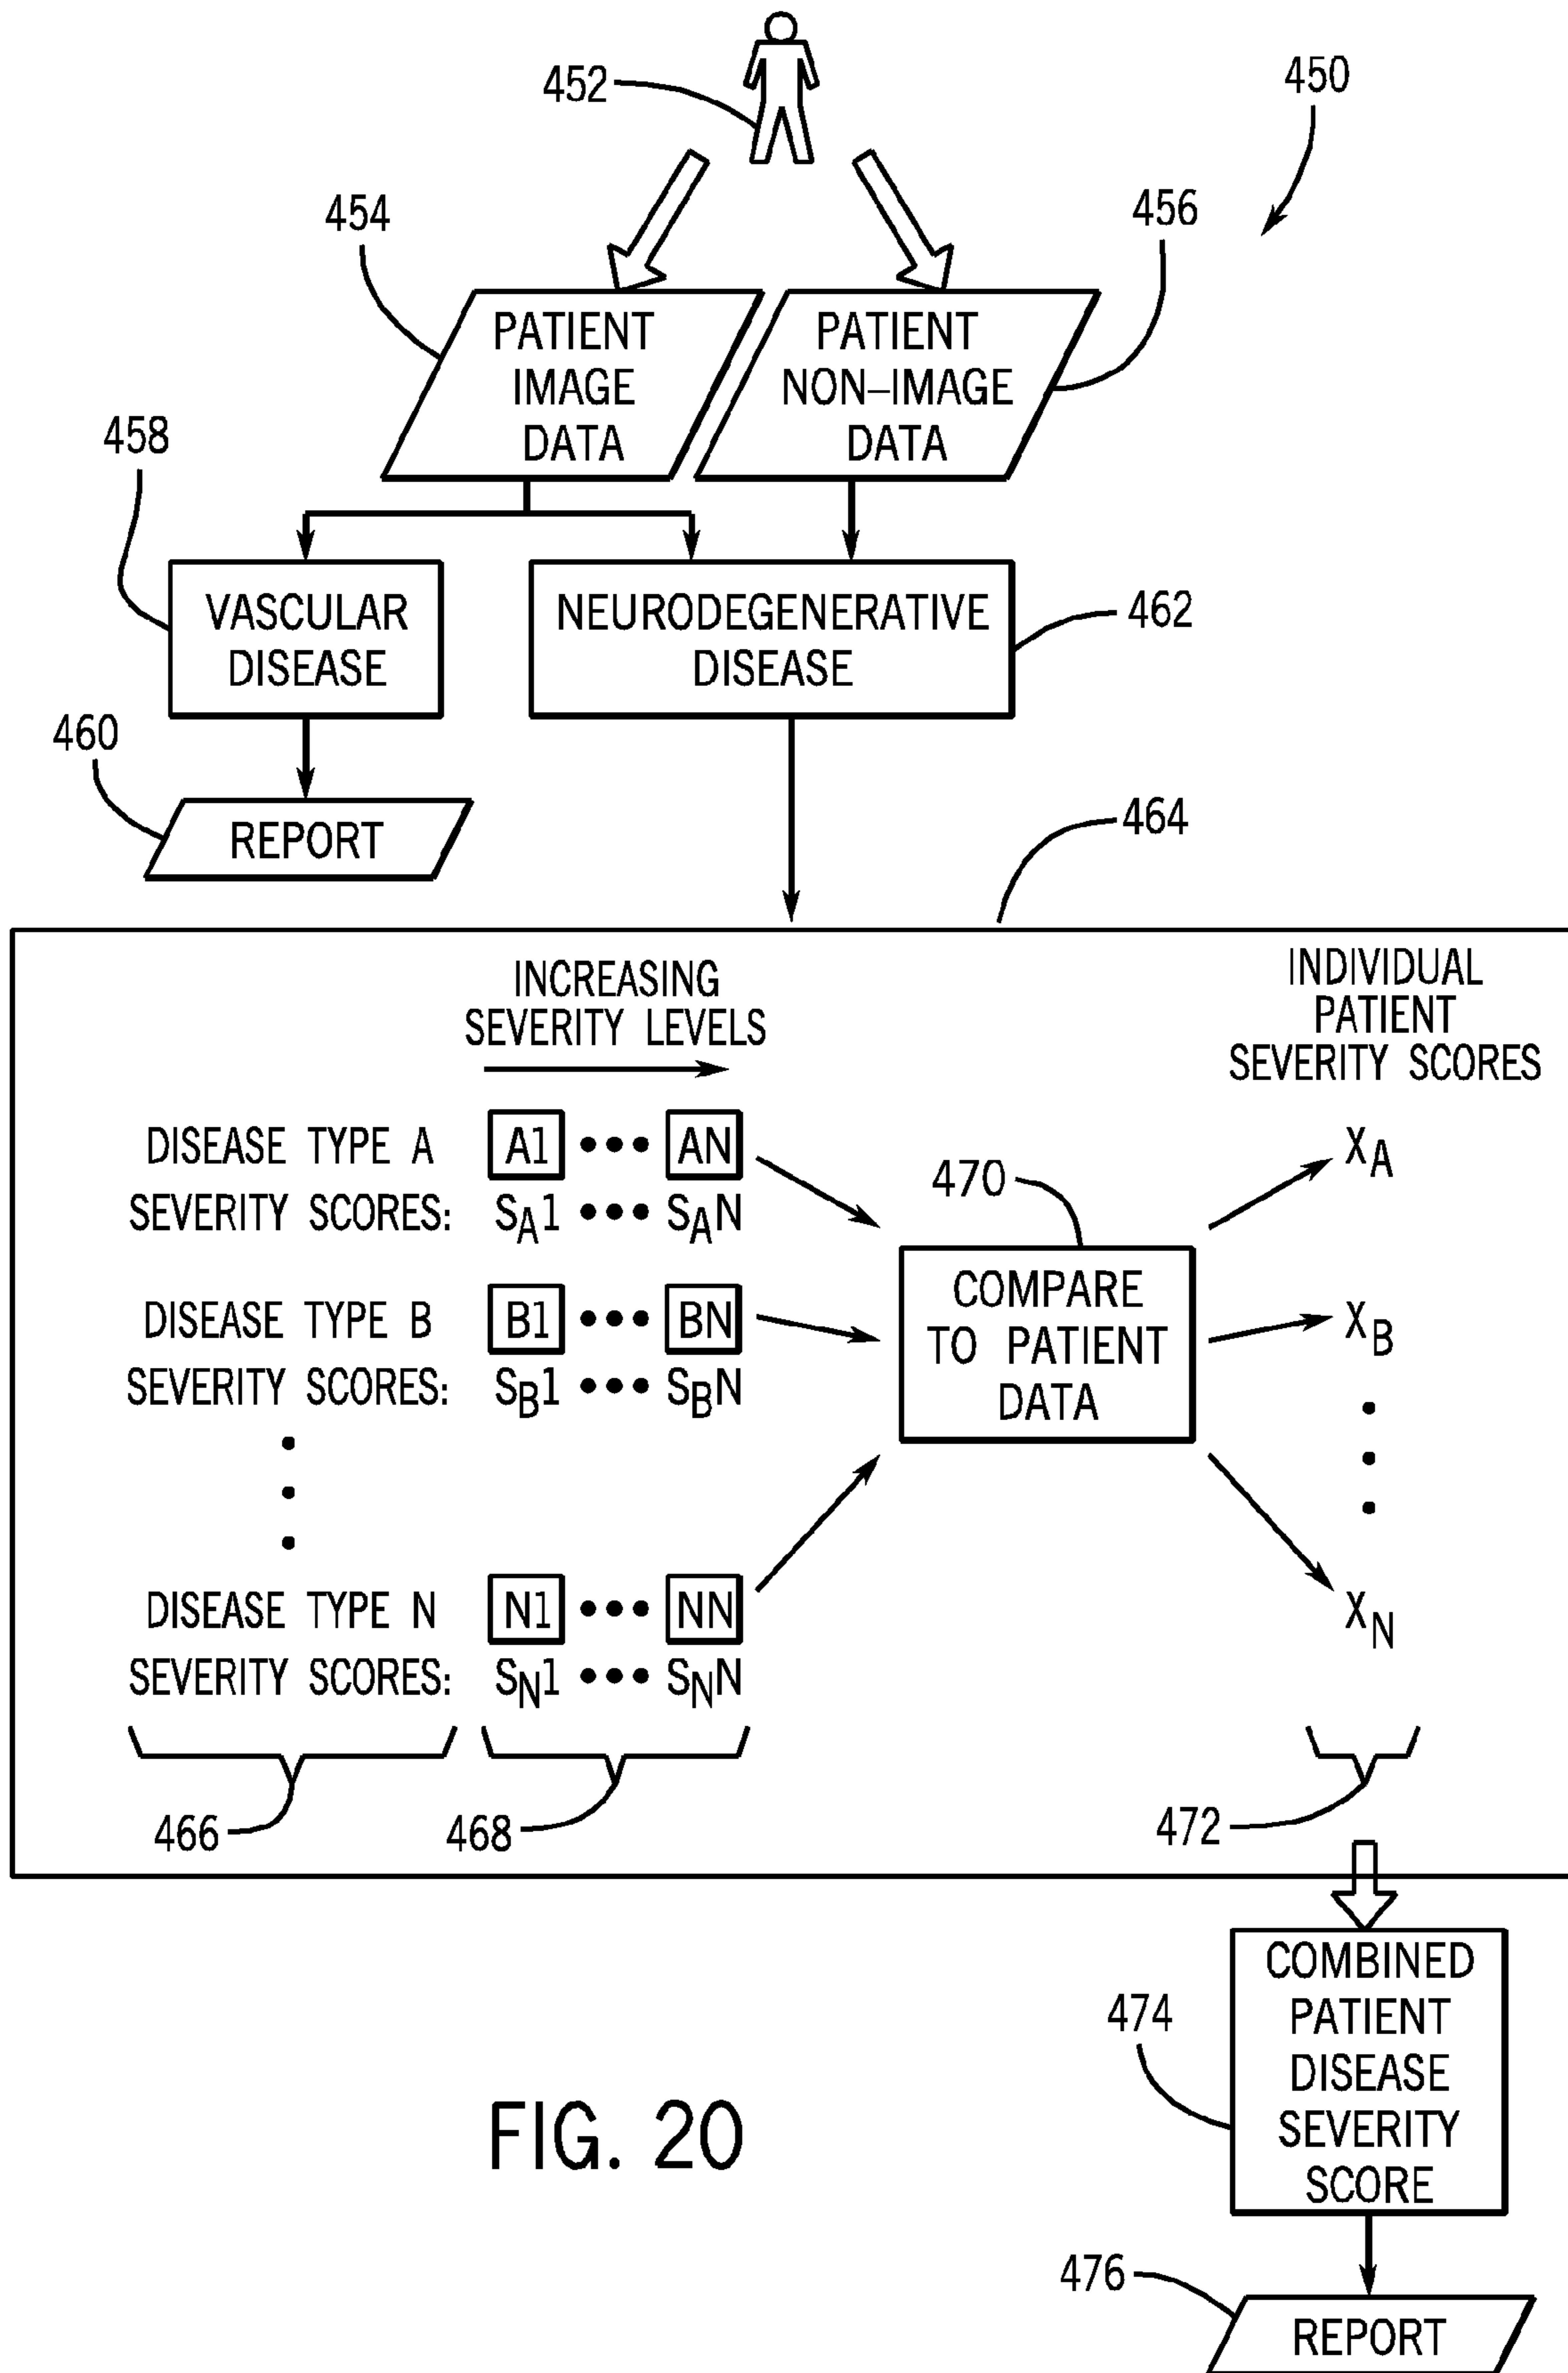 452
450
454
456
PATIENT
IMAGE
DATA
PATIENT
NON–IMAGE
DATA
458
VASCULAR
DISEASE
NEURODEGENERATIVE
DISEASE
462
460
REPORT
464
INCREASING
SEVERITY LEVELS
INDIVIDUAL
PATIENT
SEVERITY SCORES
DISEASE TYPE A A1 ••• AN
SEVERITY SCORES: SA1 ••• SAN
XA
470
DISEASE TYPE B B1 ••• BN
SEVERITY SCORES: SB1 ••• SBN
COMPARE
TO PATIENT
DATA
XB
DISEASE TYPE N N1 ••• NN
SEVERITY SCORES: SN1 ••• SNN
XN
466
468
472
COMBINED
PATIENT
DISEASE
SEVERITY
SCORE
474
FIG. 20
476
REPORT